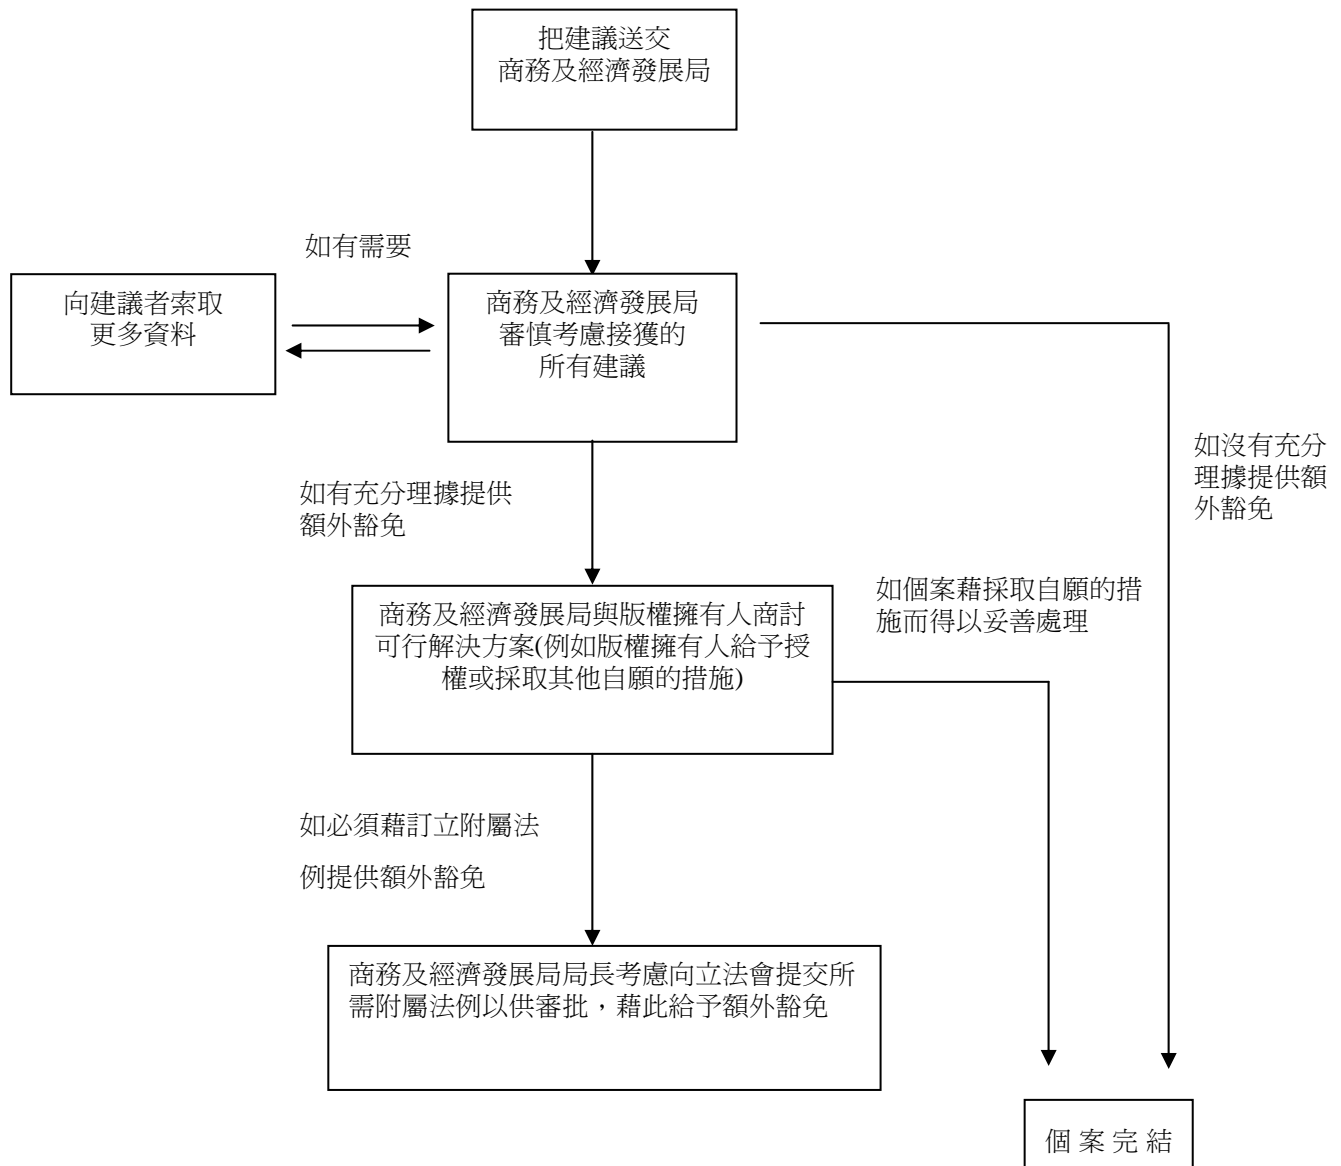 把建議送交
商務及經濟發展局
如有需要
向建議者索取
更多資料
商務及經濟發展局
審慎考慮接獲的
所有建議
如沒有充分
理據提供額
外豁免
如有充分理據提供
額外豁免
如個案藉採取自願的措
施而得以妥善處理
商務及經濟發展局與版權擁有人商討
可行解決方案(例如版權擁有人給予授
權或採取其他自願的措施)
如必須藉訂立附屬法
例提供額外豁免
商務及經濟發展局局長考慮向立法會提交所
需附屬法例以供審批，藉此給予額外豁免
個案完結